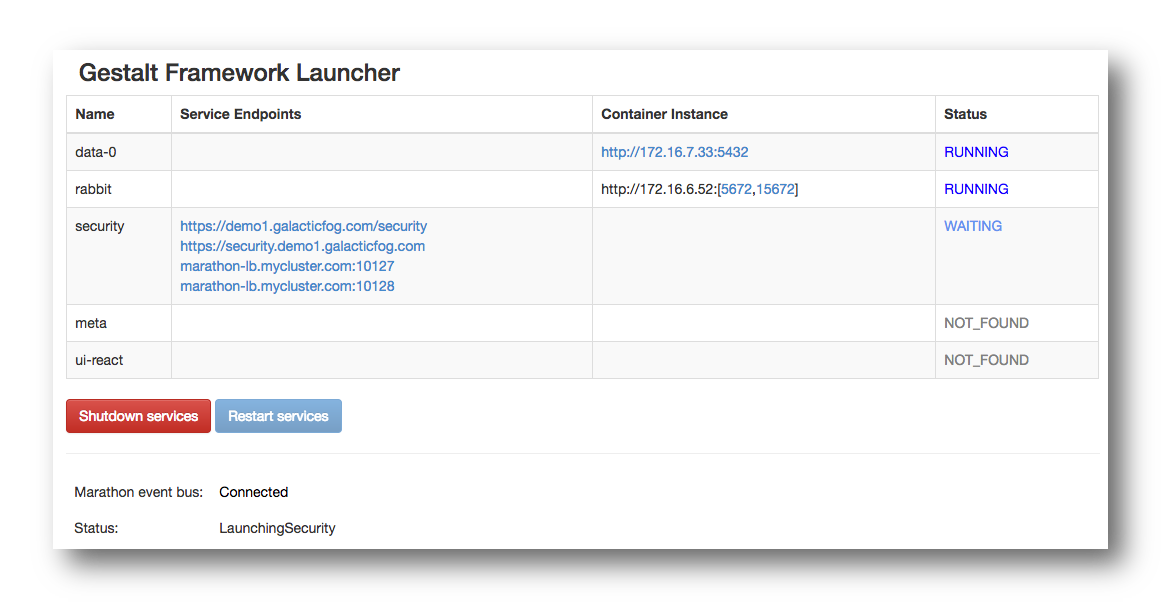 Gestalt Framework Launcher
Name Service Endpoints Container Instance Status
data-0 http://172.16.7.33:5432 RUNNING
rabbit http://172.16.6.52:[5672,15672] RUNNING
security https://demo1.galacticfog.com/security WAITING
https://security.demo1.galacticfog.com
marathon-lb.mycluster.com:10127
marathon-lb.mycluster.com:10128
meta NOT_FOUND
ui-react NOT_FOUND
Shutdown services Restart services
Marathon event bus: Connected
Status: LaunchingSecurity